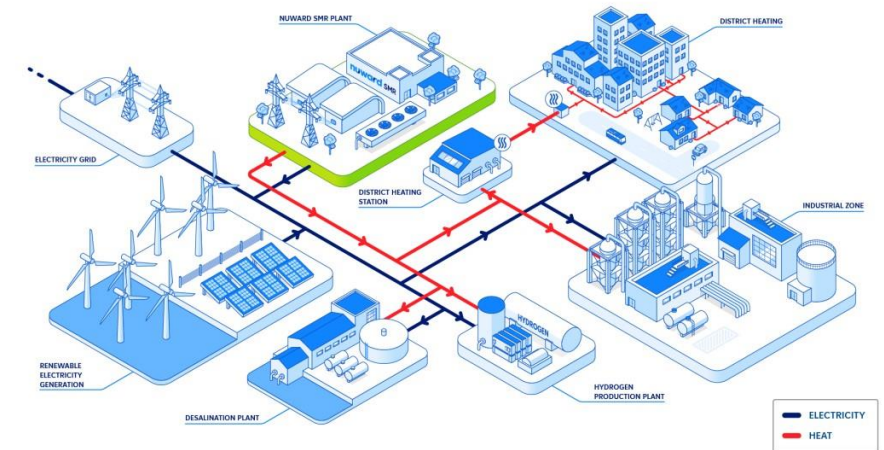 NUWARD SMR PLANT
DISTRICT HEATING
nuward SMR
ELECTRICITY GRID
DISTRICT HEATING
STATION
INDUSTRIAL ZONE
HYDROGEN
RENEWABLE
ELECTRICITY
GENERATION
HYDROGEN
PRODUCTION PLANT
DESALINATION PLANT
ELECTRICITY
HEAT